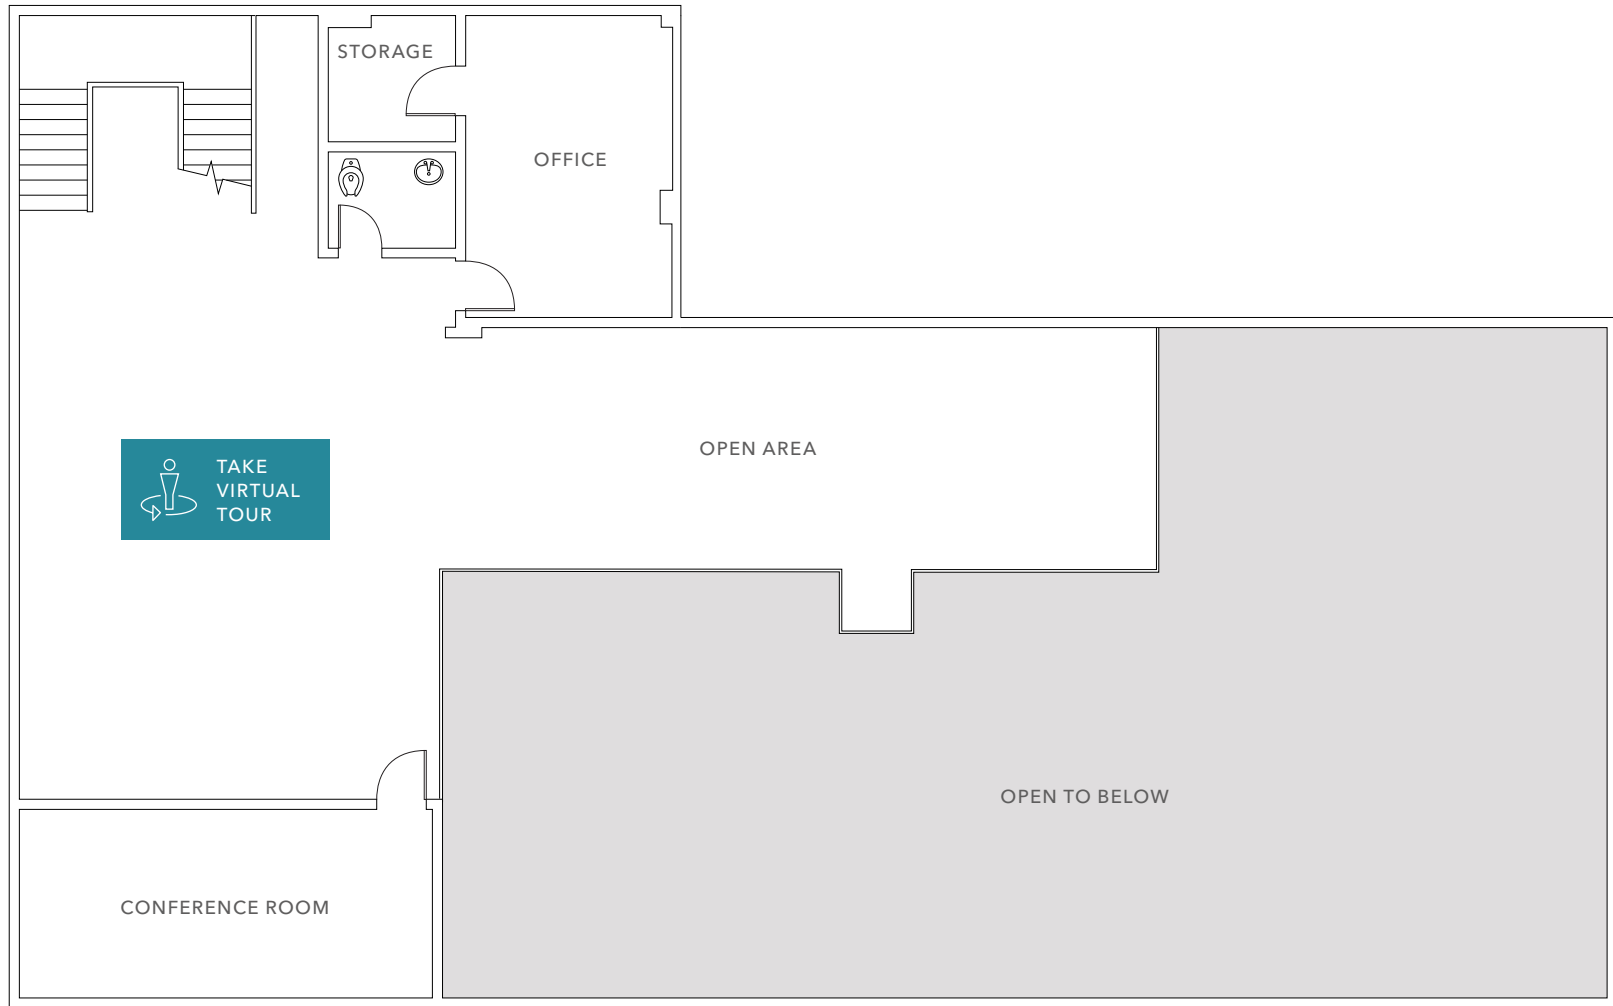 STORAGE
OFFICE
OPEN AREA
TAKE
VIRTUAL
TOUR
OPEN TO BELOW
CONFERENCE ROOM